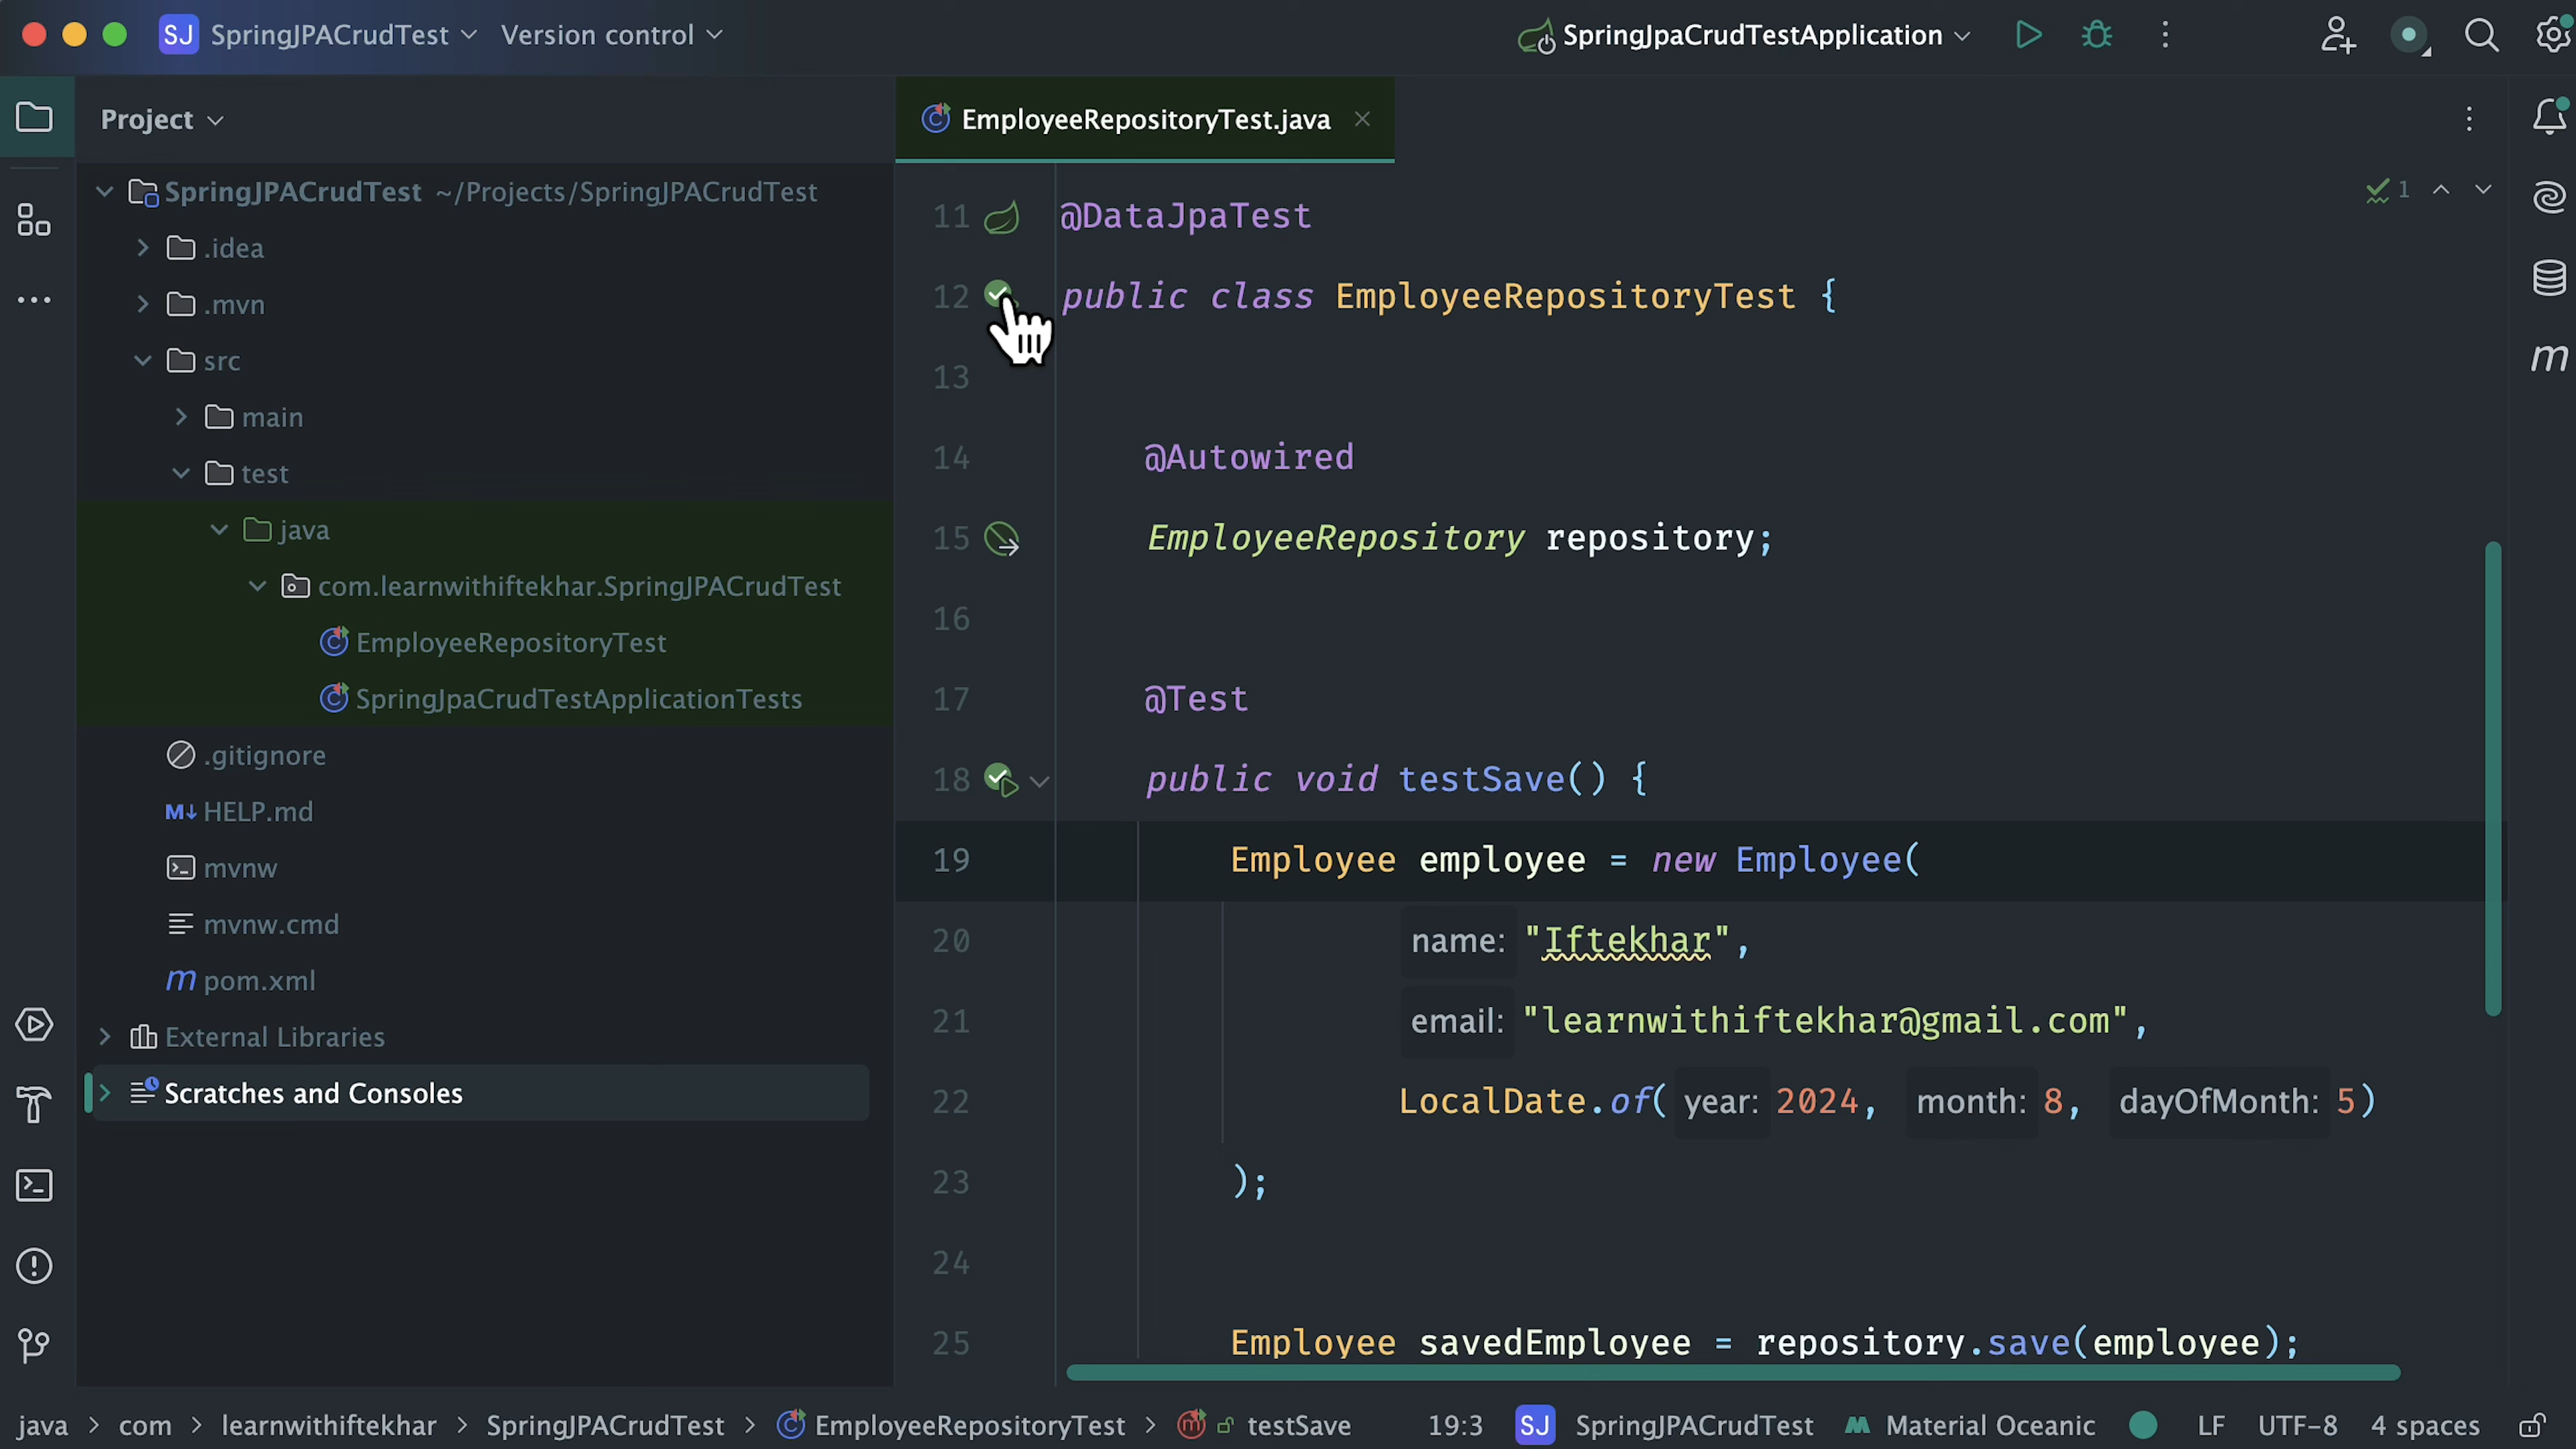 SJ SpringJPACrudTest Version control SpringJpaCrudTestApplication
Project EmployeeRepositoryTest.java
SpringJPACrudTest ~/Projects/SpringJPACrudTest
.idea
.mvn
src
main
test
java
com.learnwithiftekhar.SpringJPACrudTest
EmployeeRepositoryTest
SpringJpaCrudTestApplicationTests
.gitignore
M↓ HELP.md
mvnw
mvnw.cmd
m pom.xml
External Libraries
Scratches and Consoles
1
11 @DataJpaTest
12 public class EmployeeRepositoryTest {
13
14 @Autowired
15 EmployeeRepository repository;
16
17 @Test
18 public void testSave() {
19 Employee employee = new Employee(
20 name: "Iftekhar",
21 email: "learnwithiftekhar@gmail.com",
22 LocalDate.of( year: 2024, month: 8, dayOfMonth: 5)
23 );
24
25 Employee savedEmployee = repository.save(employee);
m
java > com > learnwithiftekhar > SpringJPACrudTest > EmployeeRepositoryTest > m testSave 19:3 SJ SpringJPACrudTest Material Oceanic LF UTF-8 4 spaces